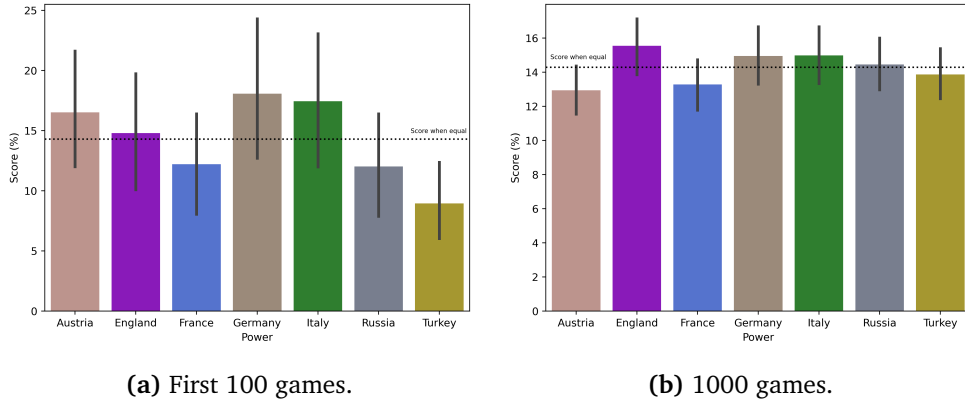 25
20
15
10
5
0
Score (%)
Score when equal
Austria England France Germany Italy Russia Turkey
Power
(a) First 100 games.
16
14
12
10
8
6
4
2
0
Score (%)
Score when equal
Austria England France Germany Italy Russia Turkey
Power
(b) 1000 games.